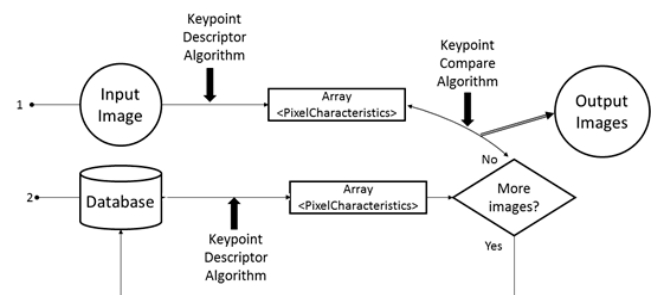 Keypoint
Descriptor
Algorithm
Keypoint
Compare
Algorithm
1
Input
Image
Array
<PixelCharacteristics>
Output
Images
No
2
Database
Array
<PixelCharacteristics>
More
images?
Keypoint
Descriptor
Algorithm
Yes